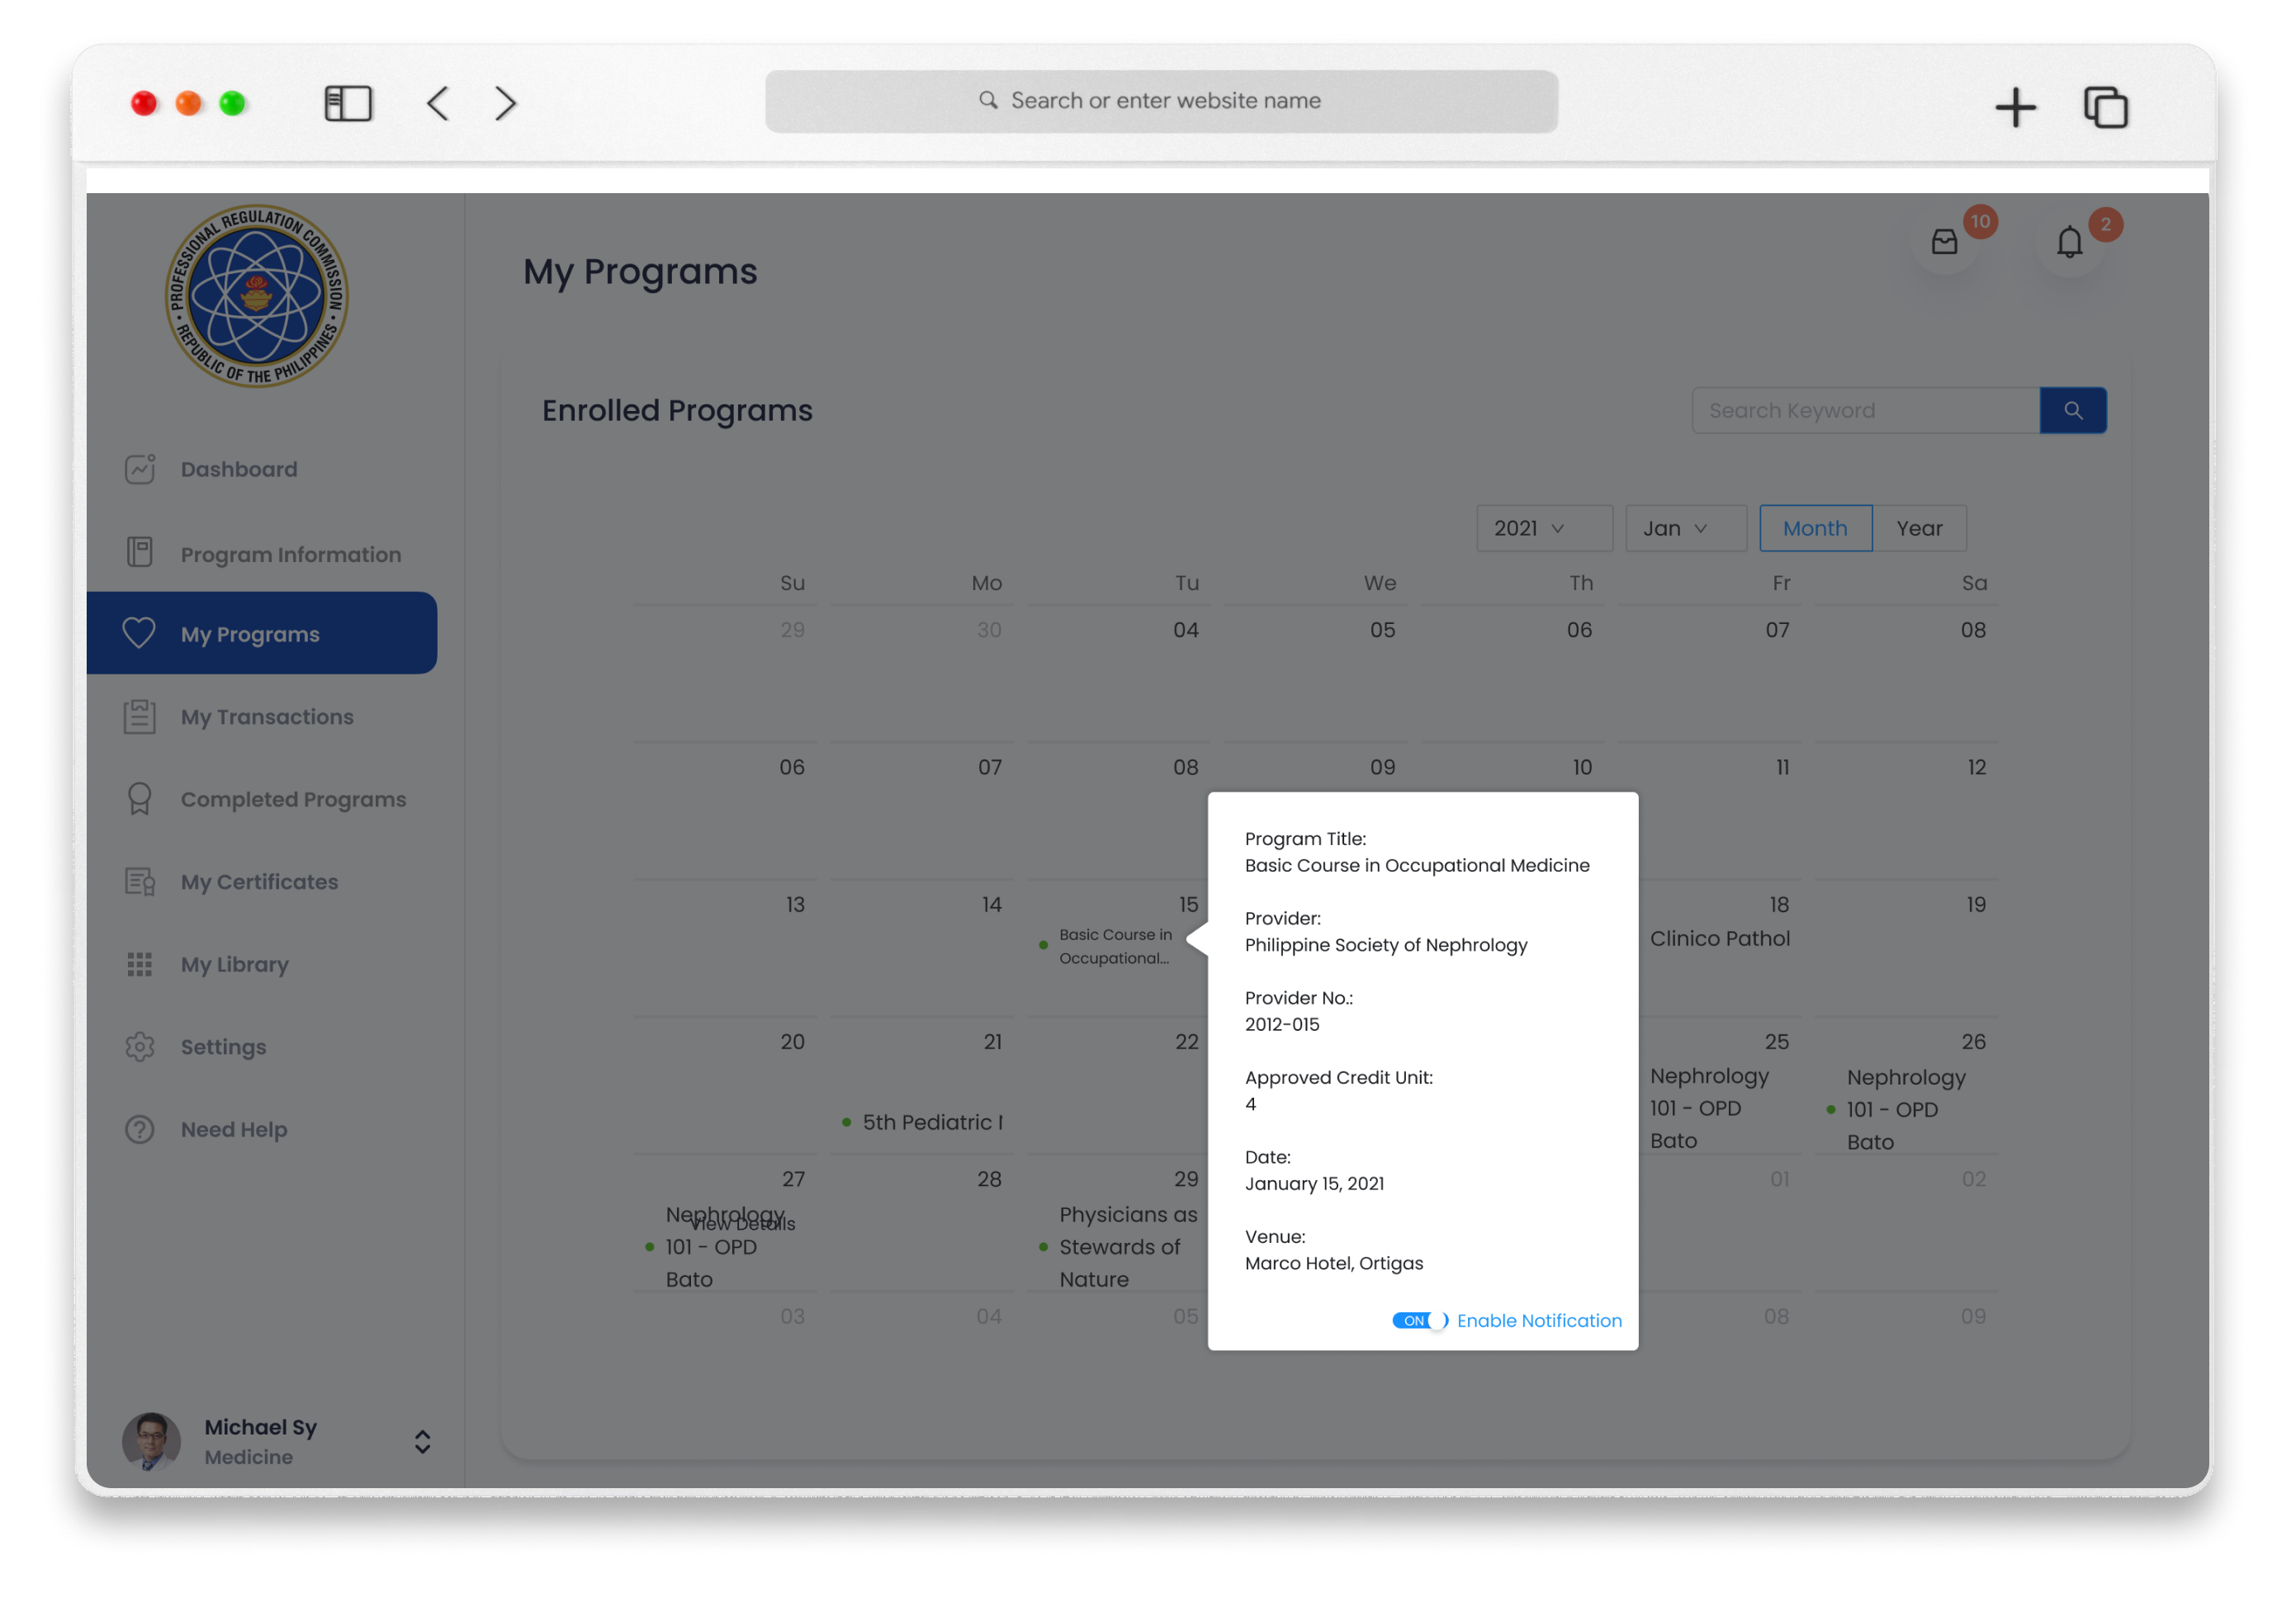 Search or enter website name
PROFESSIONAL REGULATION COMMISSION
REPUBLIC OF THE PHILIPPINES
My Programs
10
2
Enrolled Programs
Search Keyword
Dashboard
Program Information
My Programs
My Transactions
Completed Programs
My Certificates
My Library
Settings
Need Help
Michael Sy
Medicine
2021
Jan
Month
Year
Su Mo Tu We Th Fr Sa
29 30 04 05 06 07 08
06 07 08 09 10 11 12
13 14 15 18 19
Basic Course in
Occupational...
Clinico Pathol
20 21 22 25 26
5th Pediatric
Nephrology
101 - OPD
Bato
Nephrology
101 - OPD
Bato
27 28 29 01 02
Nephrology
View Details
101 - OPD
Bato
Physicians as
Stewards of
Nature
03 04 05 08 09
Program Title:
Basic Course in Occupational Medicine
Provider:
Philippine Society of Nephrology
Provider No.:
2012-015
Approved Credit Unit:
4
Date:
January 15, 2021
Venue:
Marco Hotel, Ortigas
ON Enable Notification